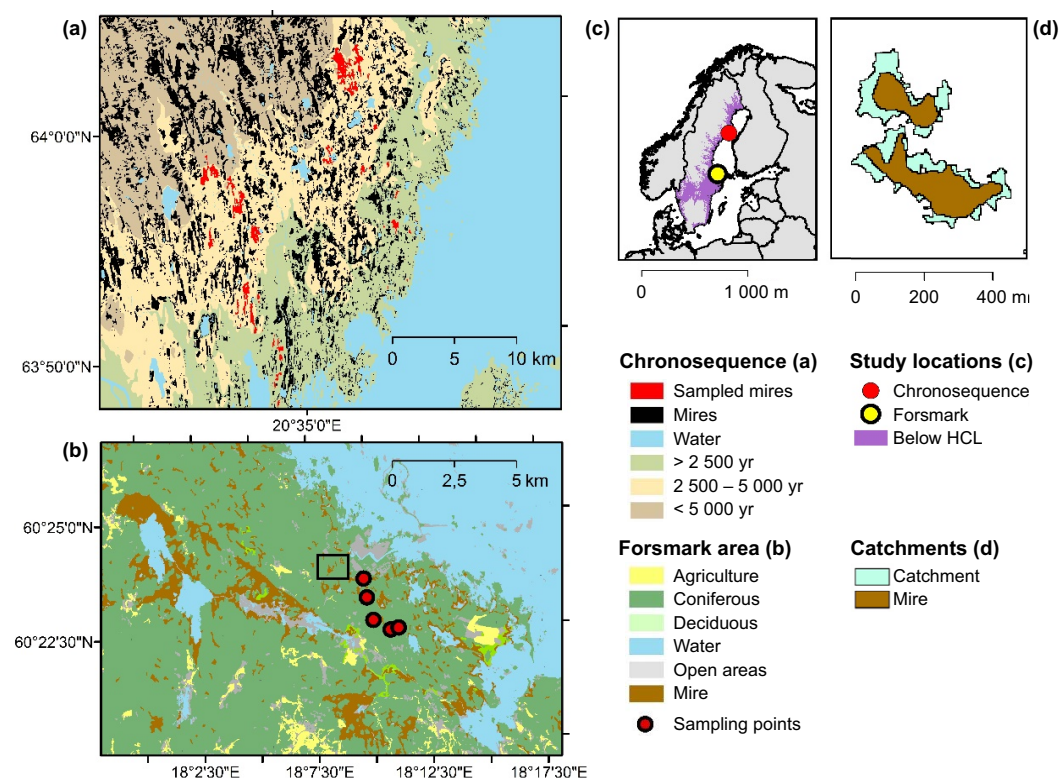 (a)
64°0'0"N
63°50'0"N
0 5 10 km
20°35'0"E
(b)
0 2,5 5 km
60°25'0"N
60°22'30"N
18°2'30"E 18°7'30"E 18°12'30"E 18°17'30"E
(c)
0 1 000 m
(d)
0 200 400 m
Chronosequence (a)
Sampled mires
Mires
Water
> 2 500 yr
2 500 – 5 000 yr
< 5 000 yr
Study locations (c)
Chronosequence
Forsmark
Below HCL
Forsmark area (b)
Agriculture
Coniferous
Deciduous
Water
Open areas
Mire
Sampling points
Catchments (d)
Catchment
Mire